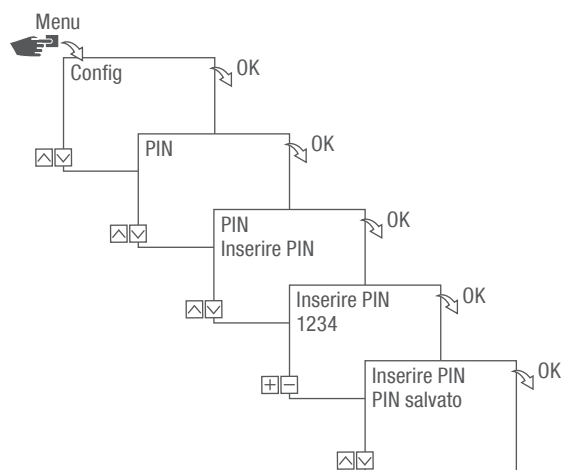 Menu
Config
OK
PIN
OK
PIN
Inserire PIN
OK
Inserire PIN
1234
OK
Inserire PIN
PIN salvato
OK